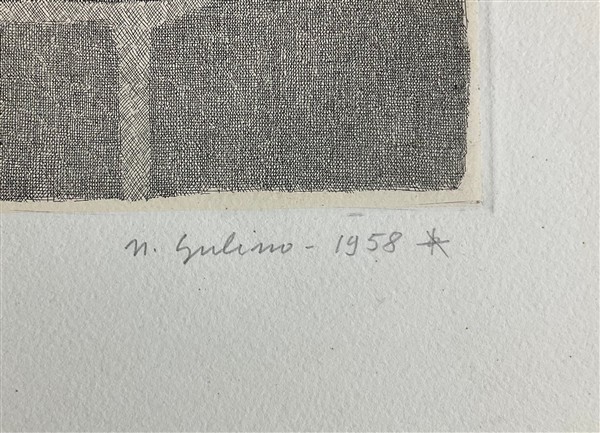 N. Gulino - 1958 *